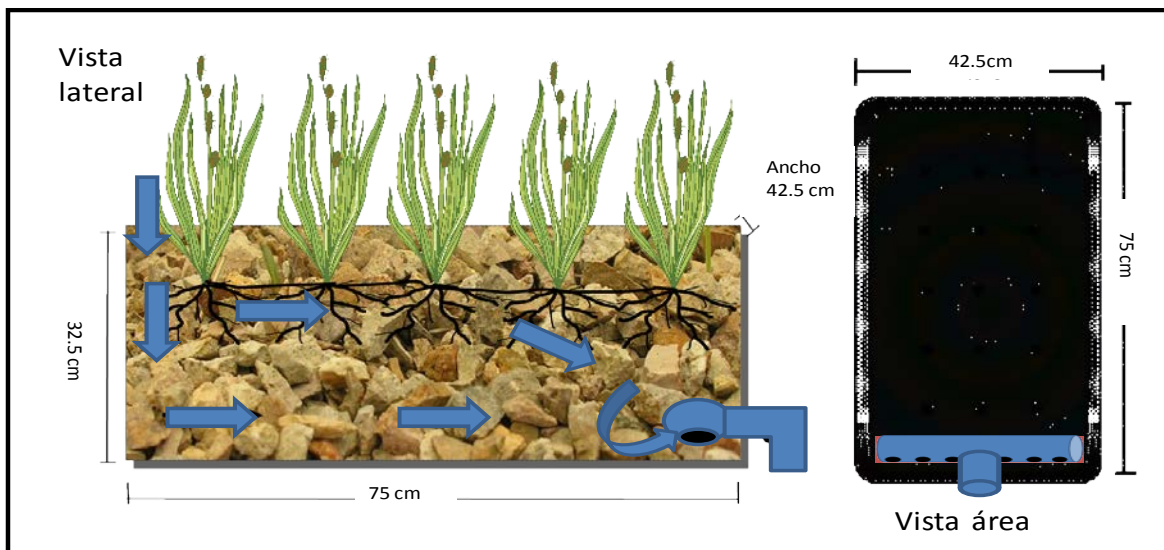 Vista
lateral
42.5cm
Ancho
42.5 cm
32.5 cm
75 cm
75 cm
Vista área